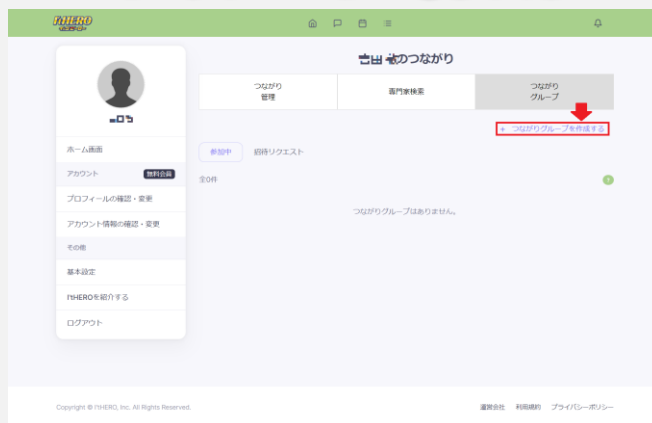 I'tHERO
のつながり
つながり
管理
専門家検索
つながり
グループ
+ つながりグループを作成する
参加中 招待リクエスト
全0件
?
つながりグループはありません。
ホーム画面
アカウント 無料会員
プロフィールの確認・変更
アカウント情報の確認・変更
その他
基本設定
I'tHEROを紹介する
ログアウト
Copyright © I'tHERO, Inc. All Rights Reserved.
運営会社 利用規約 プライバシーポリシー